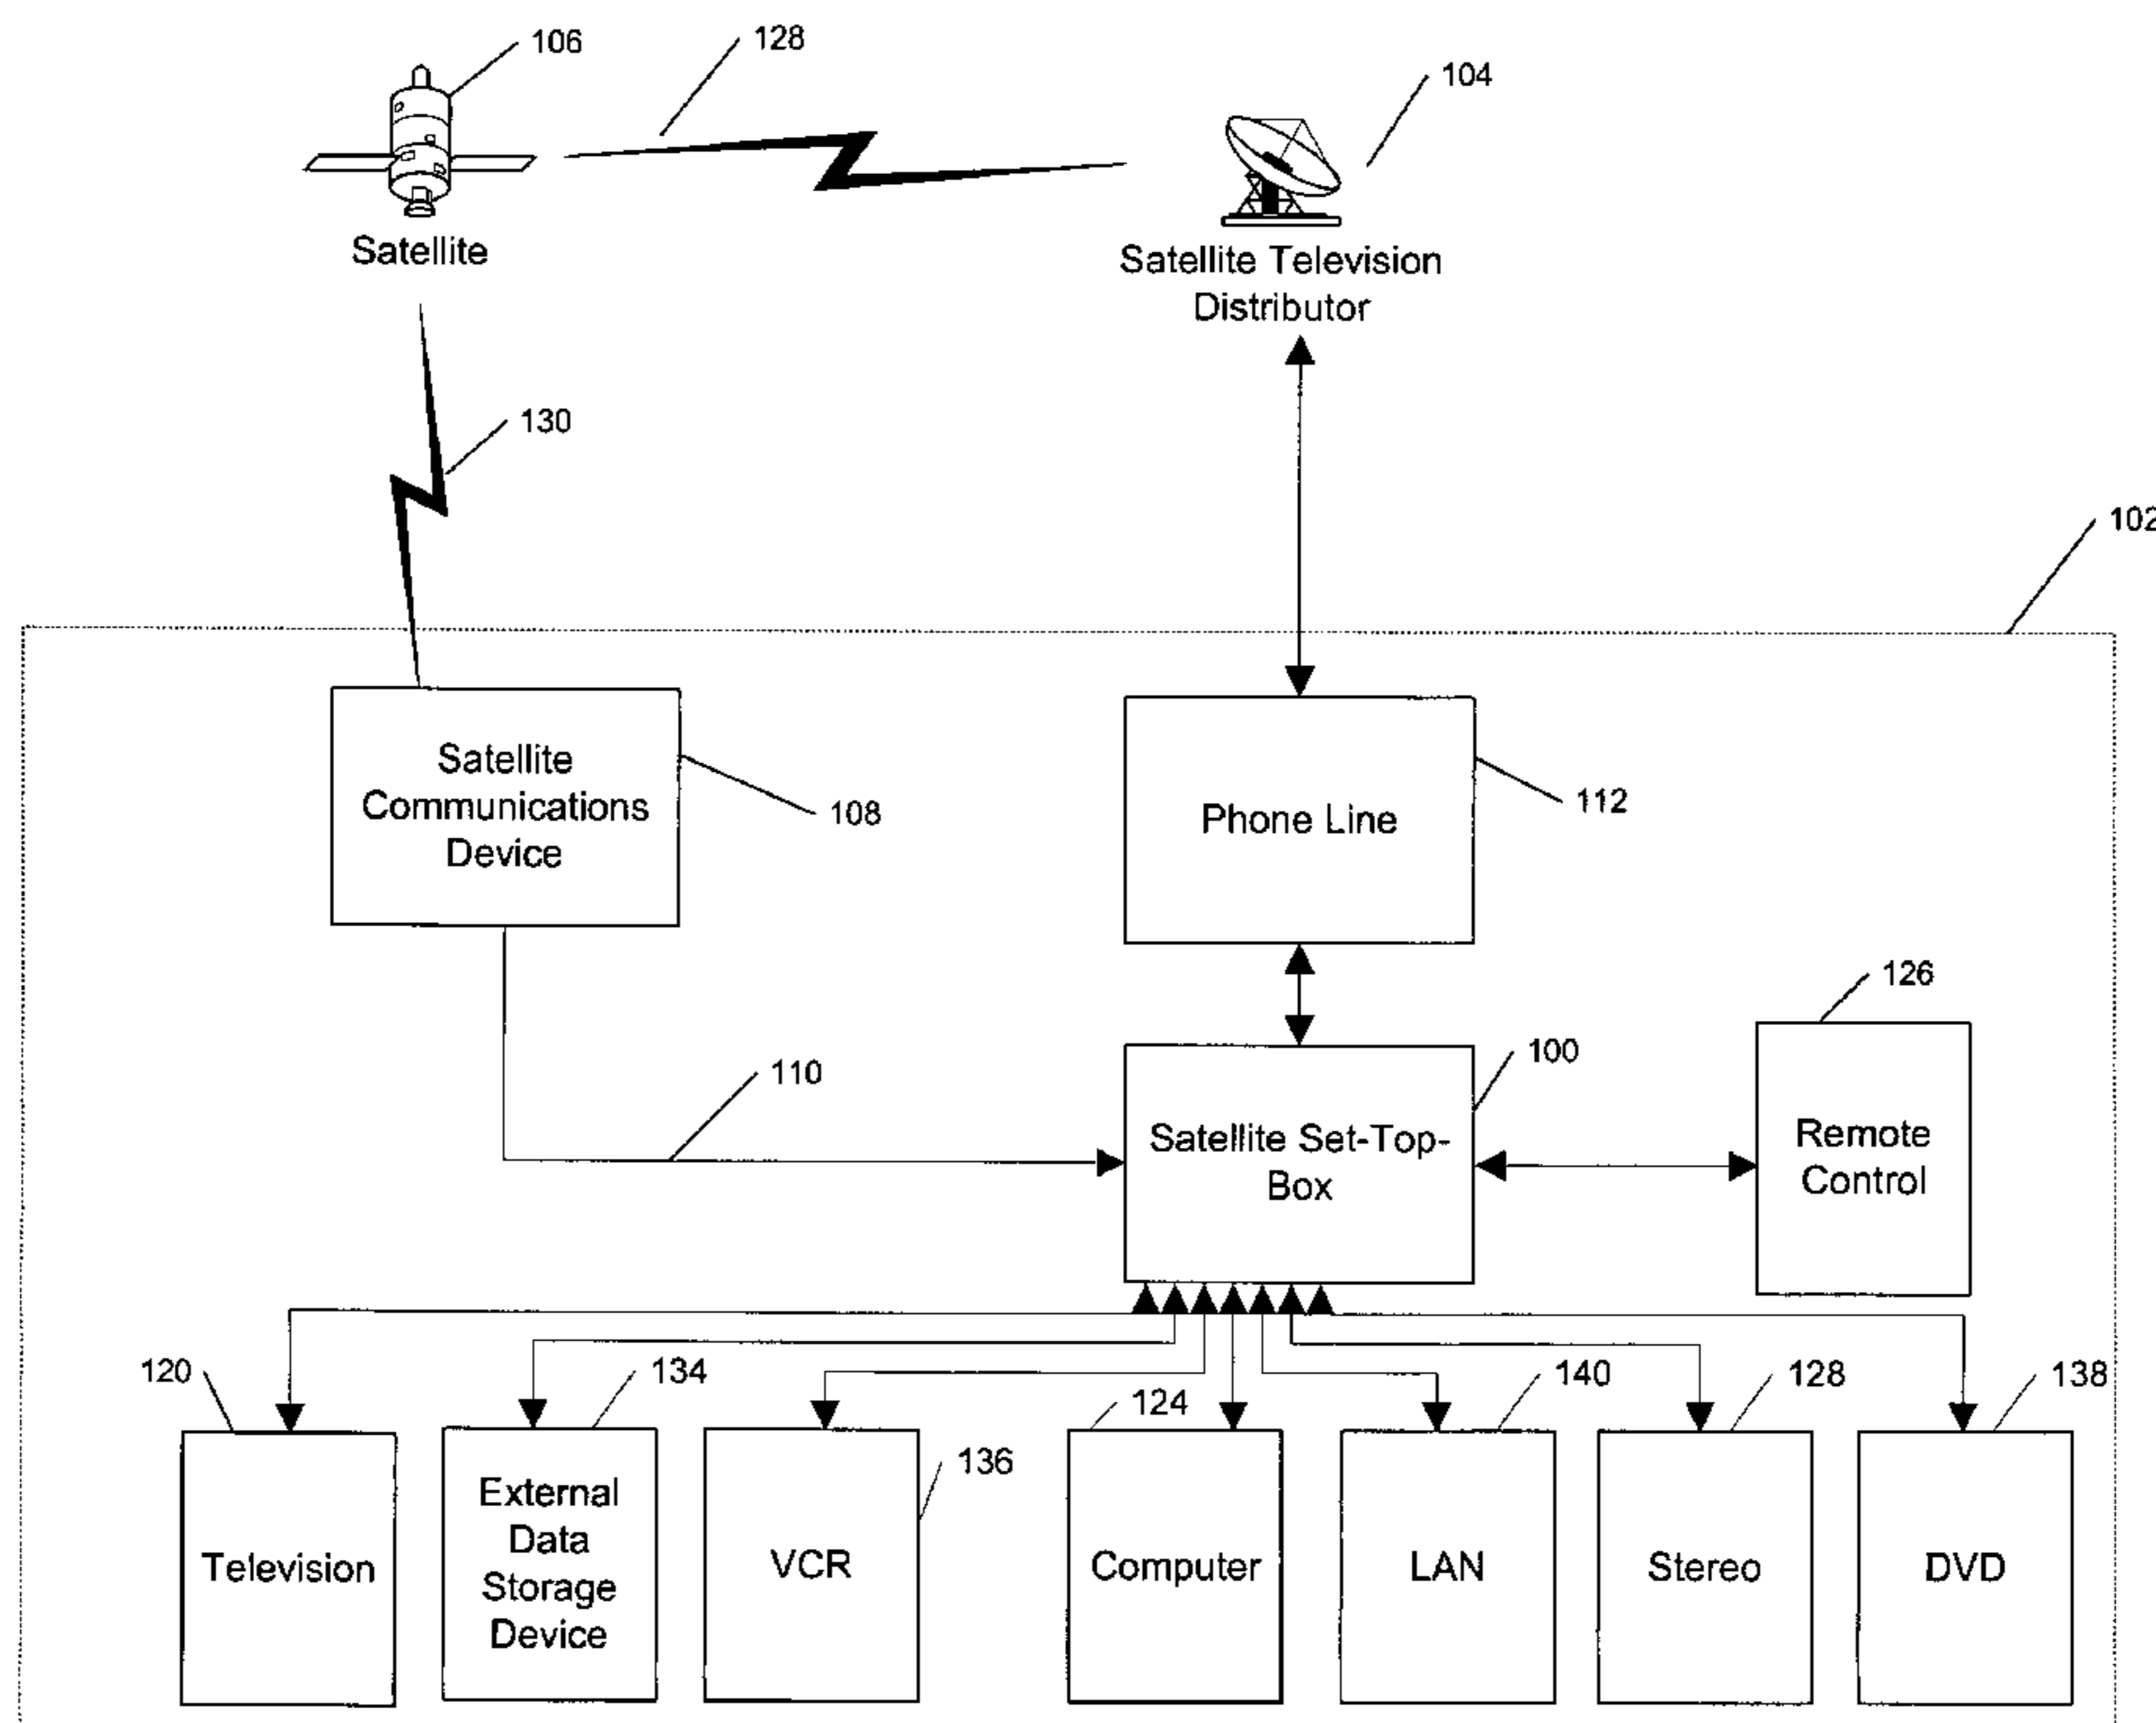 106
128
104
Satellite
Satellite Television
Distributor
130
102
Satellite
Communications
Device
108
Phone Line
112
126
100
110
Satellite Set-Top-
Box
Remote
Control
120
134
124
140
128
138
136
Television
External
Data
Storage
Device
VCR
Computer
LAN
Stereo
DVD